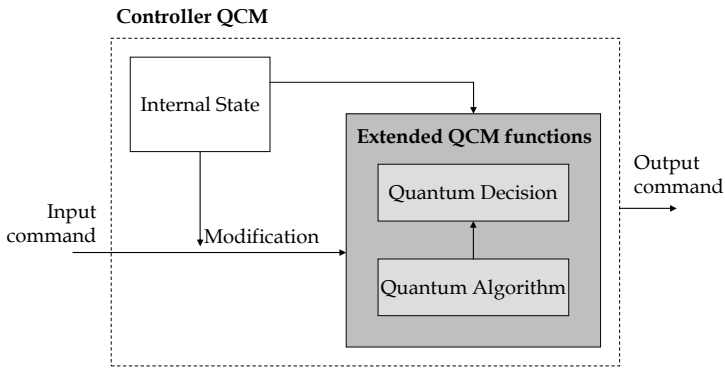 Controller QCM
Internal State
Extended QCM functions
Quantum Decision
Output
command
Input
command
Modification
Quantum Algorithm